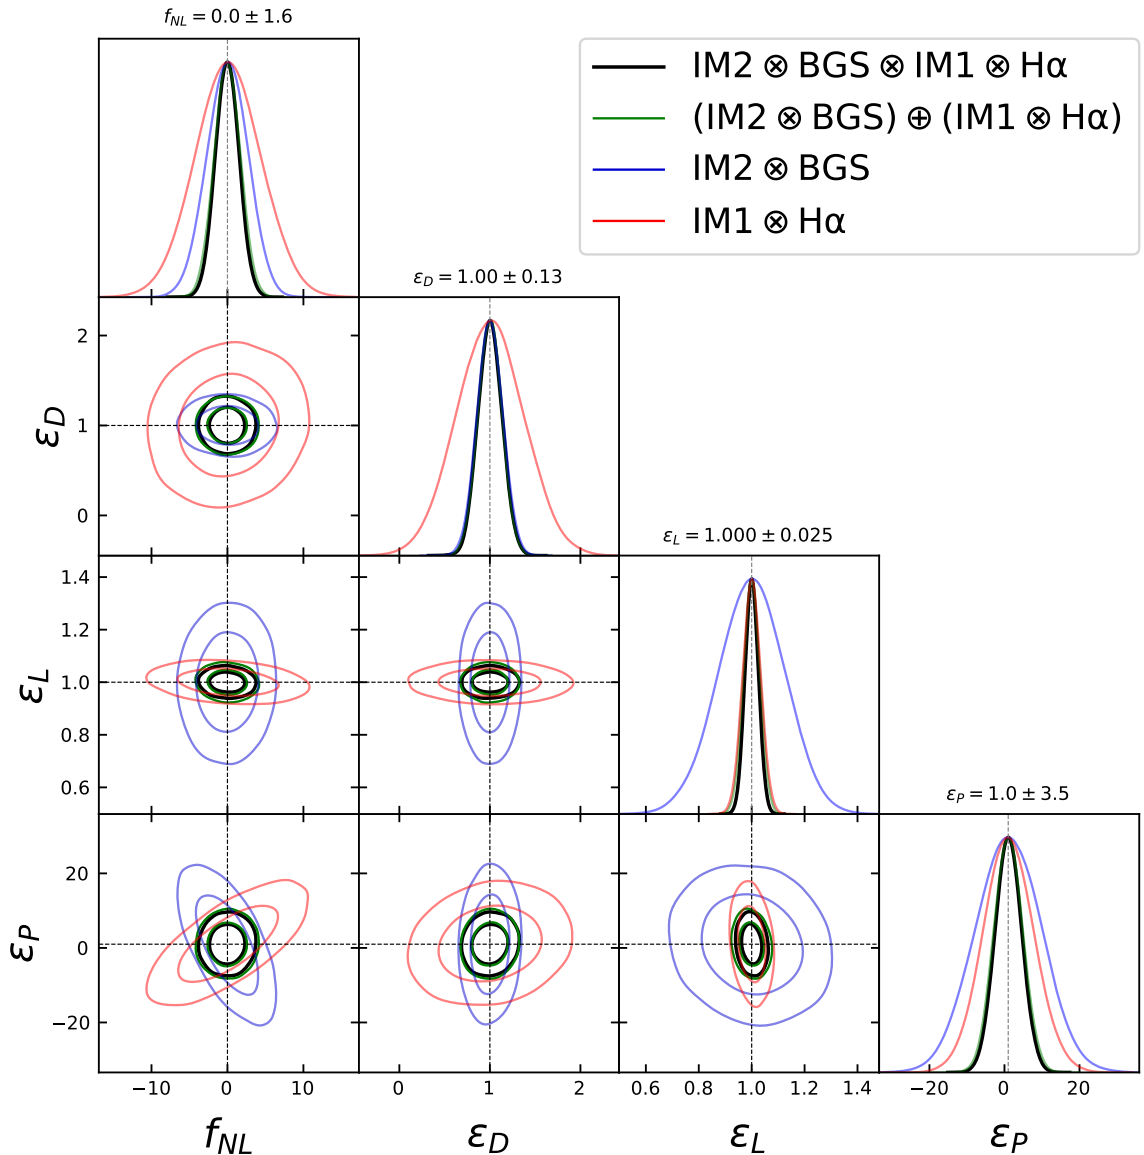 f_NL = 0.0 ± 1.6
IM2 ⊗ BGS ⊗ IM1 ⊗ Hα
(IM2 ⊗ BGS) ⊕ (IM1 ⊗ Hα)
IM2 ⊗ BGS
IM1 ⊗ Hα
ε_D = 1.00 ± 0.13
2
1
0
ε_D
ε_L = 1.000 ± 0.025
1.4
1.2
1.0
0.8
0.6
ε_L
ε_P = 1.0 ± 3.5
20
0
−20
ε_P
−10 0 10 0 1 2 0.6 0.8 1.0 1.2 1.4 −20 0 20
f_NL ε_D ε_L ε_P